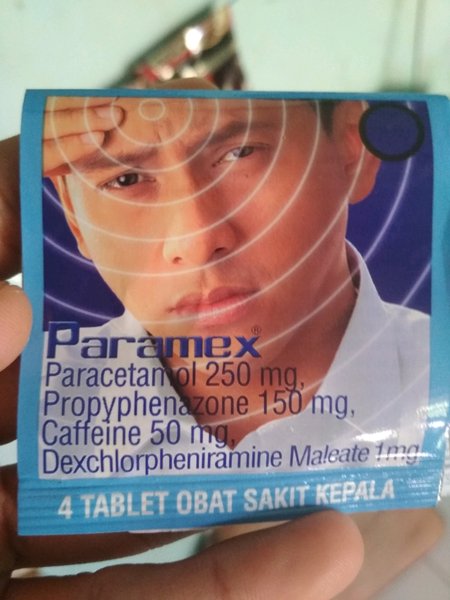 Paramex®
Paracetamol 250 mg,
Propyphenazone 150 mg,
Caffeine 50 mg,
Dexchlorpheniramine Maleate 1mg
4 TABLET OBAT SAKIT KEPALA